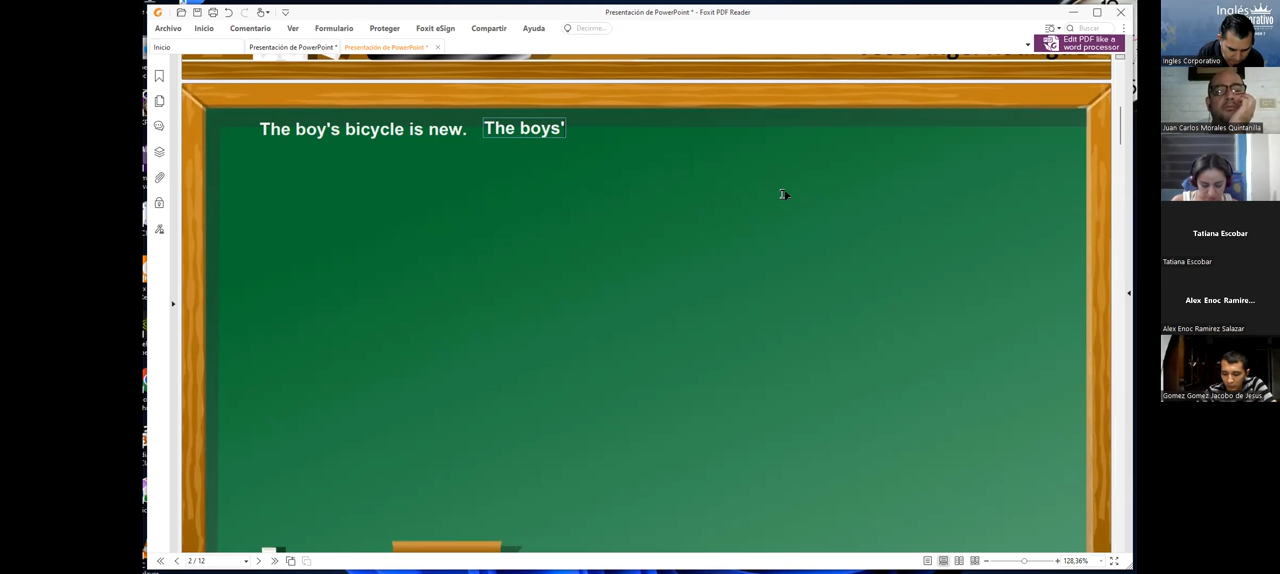 Presentación de PowerPoint * - Foxit PDF Reader
Archivo Inicio Comentario Ver Formulario Proteger Foxit eSign Compartir Ayuda Decirme... Buscar
Edit PDF like a
word processor
Inicio Presentación de PowerPoint * Presentación de PowerPoint *
The boy's bicycle is new. The boys'
2 / 12
128,36%
Inglés
Ingles Corporativo
Juan Carlos Morales Quintanilla
Tatiana Escobar
Tatiana Escobar
Alex Enoc Ramire...
Alex Enoc Ramirez Salazar
Gomez Gomez Jacobo de Jesus